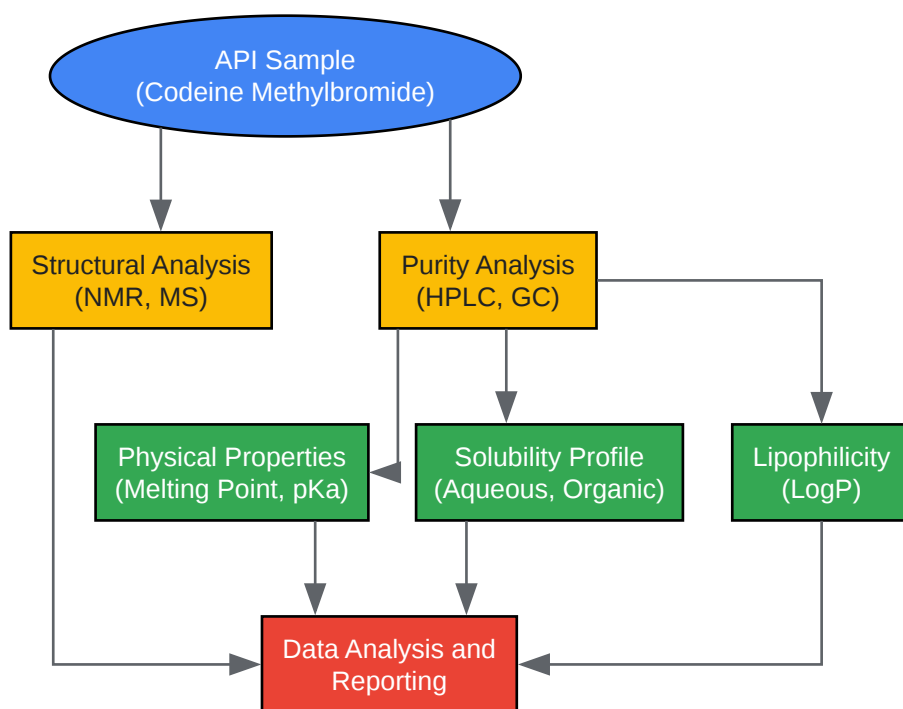 API Sample
(Codeine Methylbromide)
Structural Analysis
(NMR, MS)
Purity Analysis
(HPLC, GC)
Physical Properties
(Melting Point, pKa)
Solubility Profile
(Aqueous, Organic)
Lipophilicity
(LogP)
Data Analysis and
Reporting